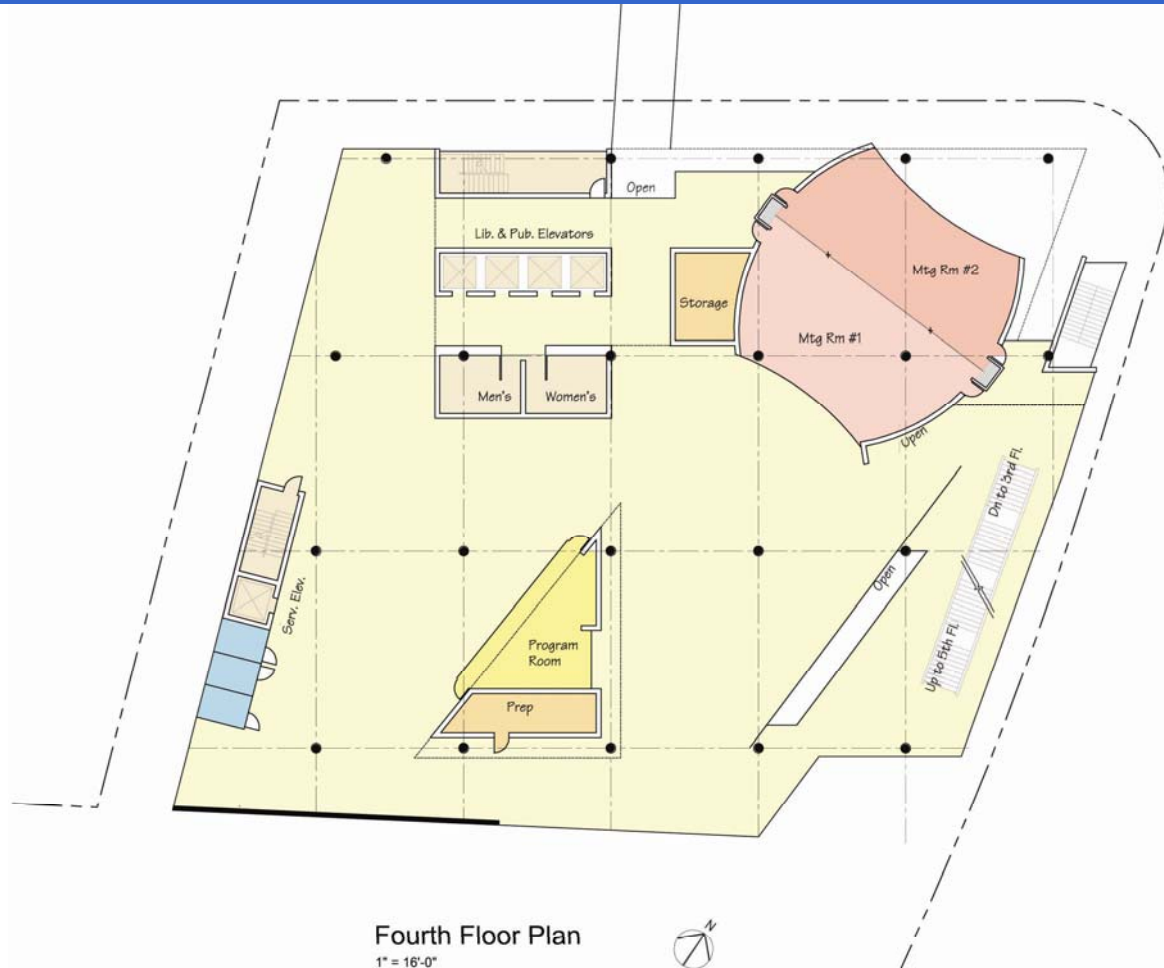 Open
Lib. & Pub. Elevators
Mtg Rm #2
Storage
Mtg Rm #1
Men's
Women's
Open
Dn to 3rd Fl.
Serv. Elev.
Open
Program
Room
Up to 5th Fl.
Prep
Fourth Floor Plan
N
1" = 16'-0"